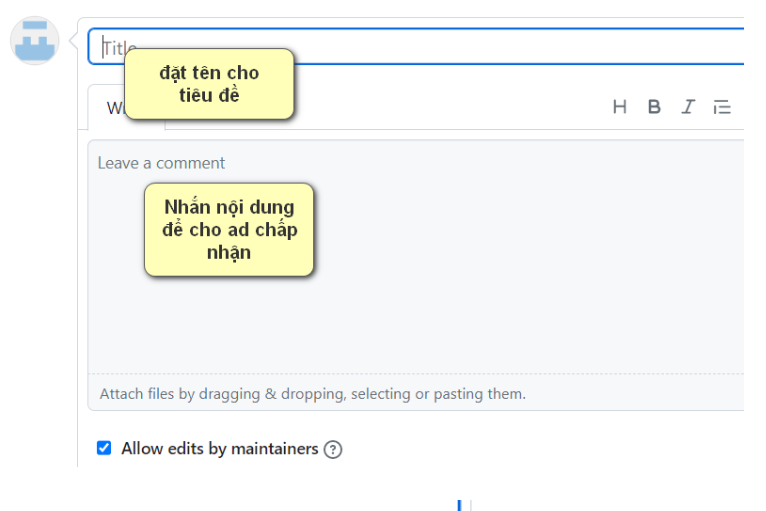 Title
đặt tên cho
tiêu đề
H B I
Leave a comment
Nhắn nội dung
để cho ad chấp
nhận
Attach files by dragging & dropping, selecting or pasting them.
Allow edits by maintainers ?